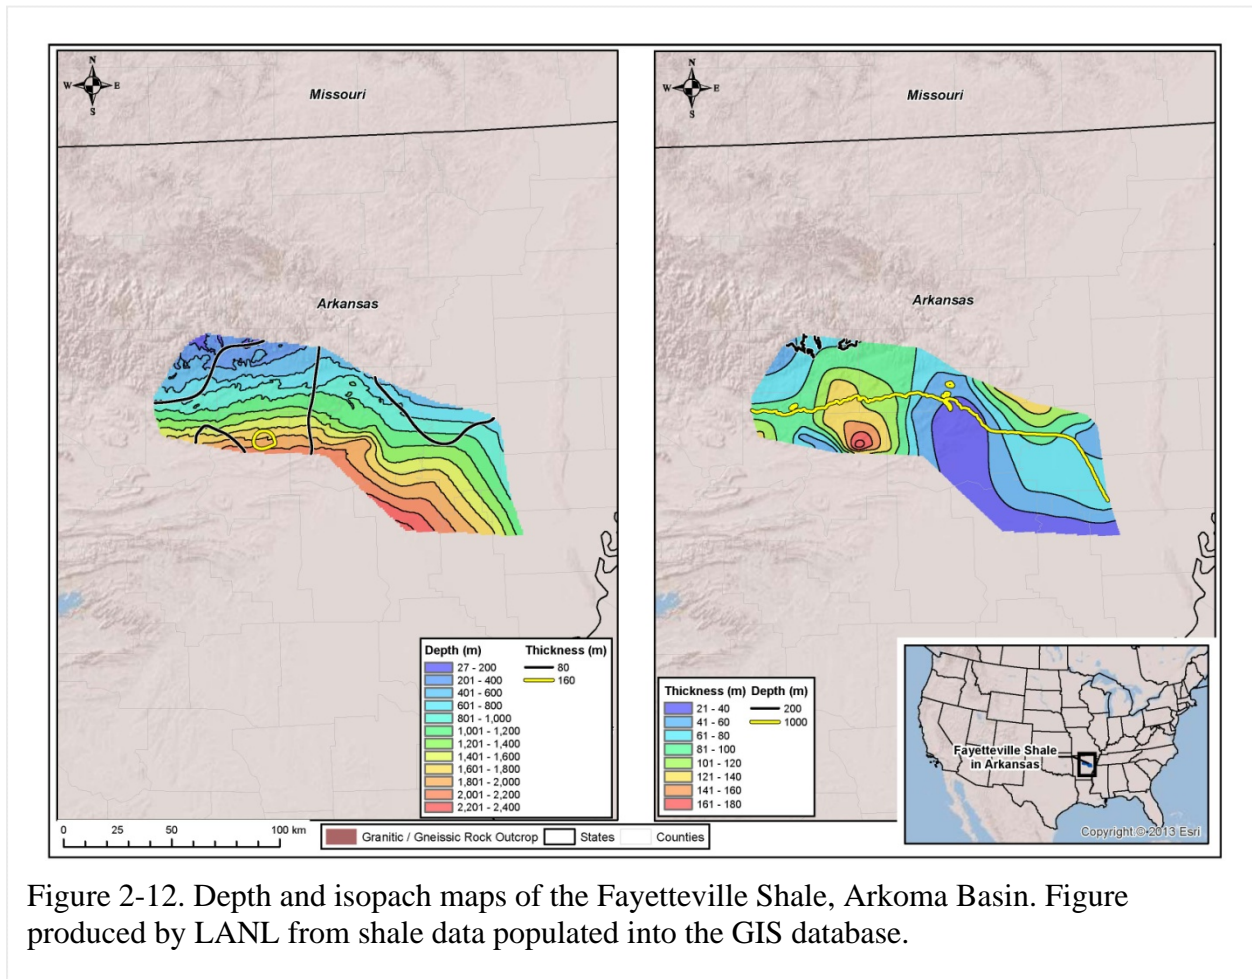 N
W E
S
Missouri
Arkansas
Depth (m) Thickness (m)
27 - 200 80
201 - 400 160
401 - 600
601 - 800
801 - 1,000
1,001 - 1,200
1,201 - 1,400
1,401 - 1,600
1,601 - 1,800
1,801 - 2,000
2,001 - 2,200
2,201 - 2,400
0 25 50 100 km
N
W E
S
Missouri
Arkansas
Thickness (m) Depth (m)
21 - 40 200
41 - 60 1000
61 - 80
81 - 100
101 - 120
121 - 140
141 - 160
161 - 180
Fayetteville Shale
in Arkansas
Copyright © 2013 Esri
Granitic / Gneissic Rock Outcrop States Counties
Figure 2-12. Depth and isopach maps of the Fayetteville Shale, Arkoma Basin. Figure
produced by LANL from shale data populated into the GIS database.